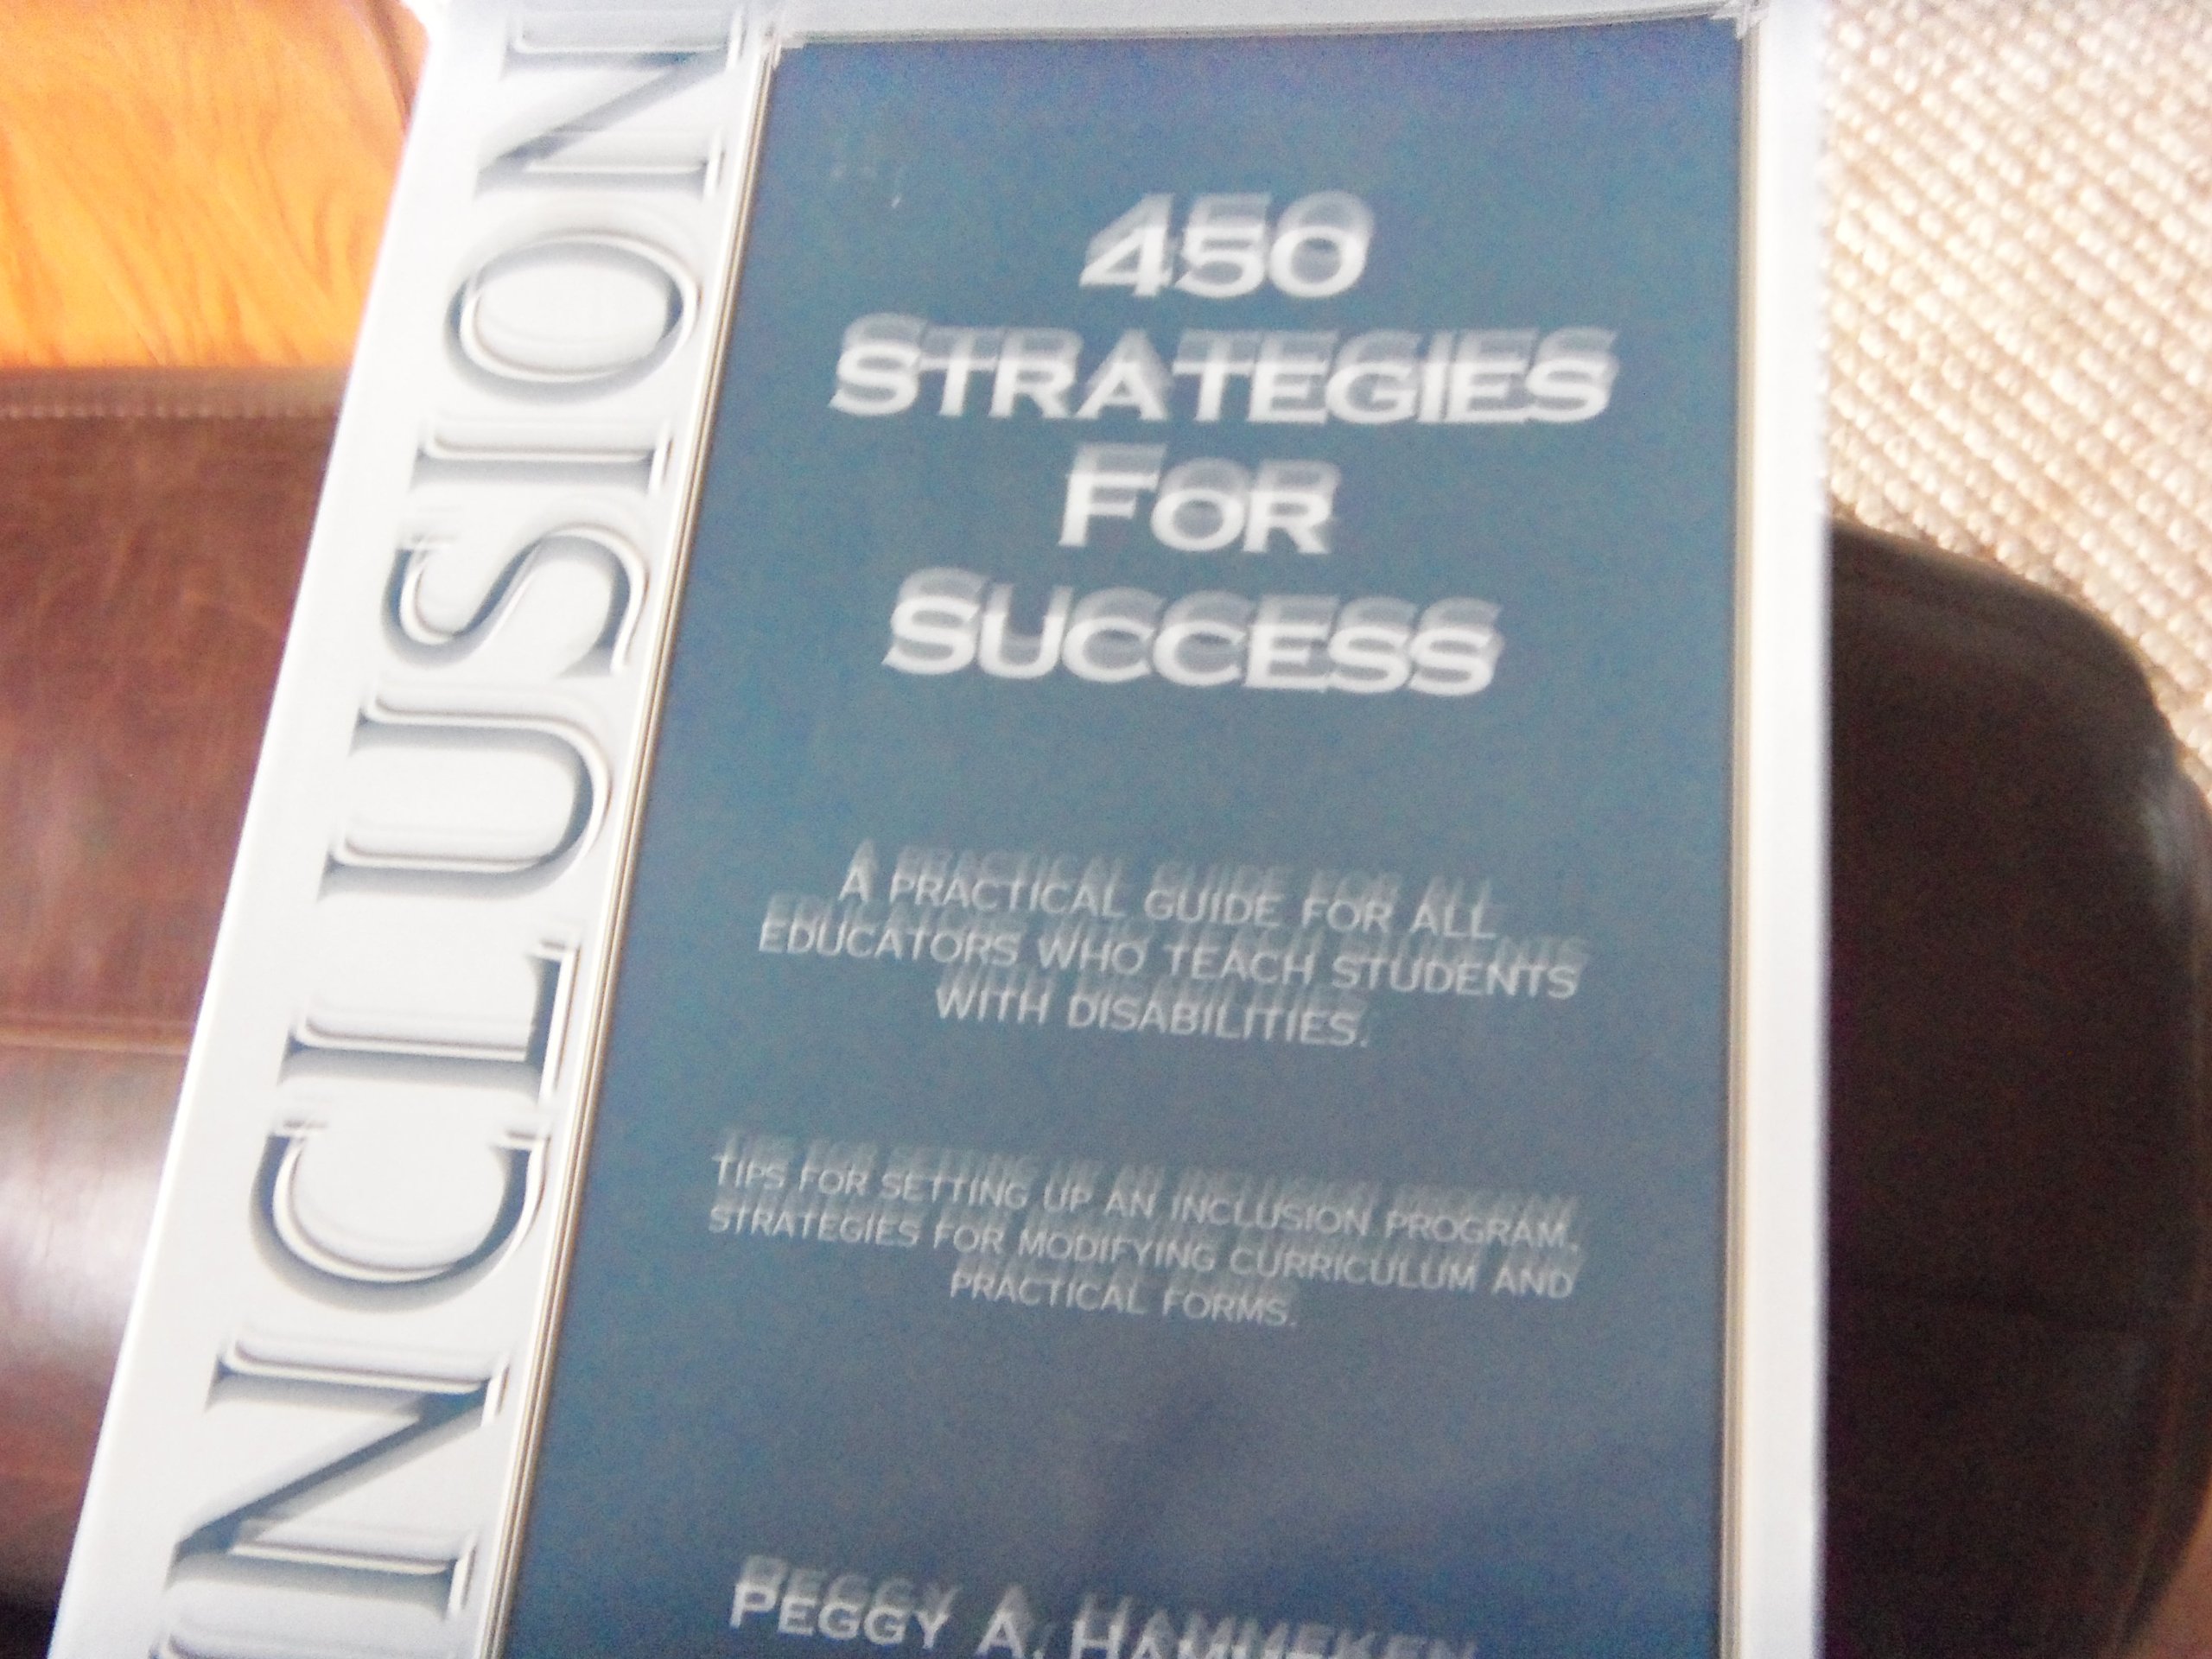 INCLUSION
450
STRATEGIES
FOR
SUCCESS
A PRACTICAL GUIDE FOR ALL
EDUCATORS WHO TEACH STUDENTS
WITH DISABILITIES.
TIPS FOR SETTING UP AN INCLUSION PROGRAM,
STRATEGIES FOR MODIFYING CURRICULUM AND
PRACTICAL FORMS.
PEGGY A. HAMMEKEN